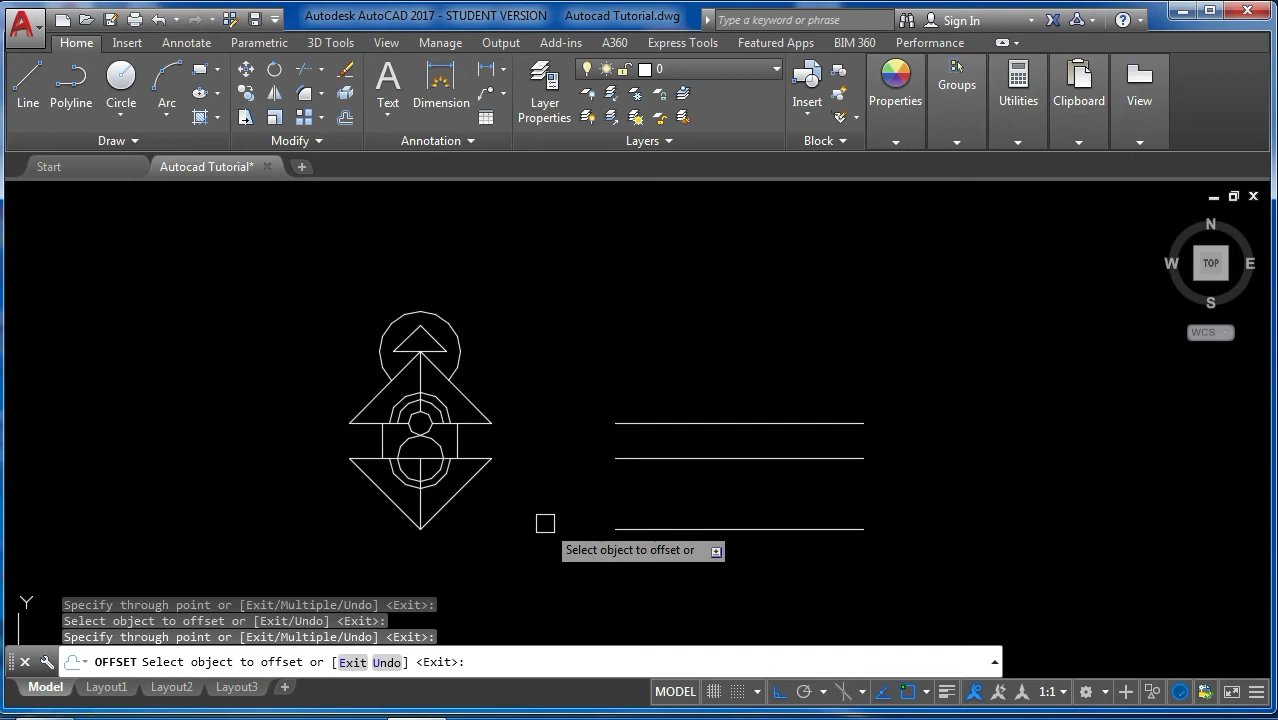 Autodesk AutoCAD 2017 - STUDENT VERSION Autocad Tutorial.dwg Type a keyword or phrase Sign In
Home Insert Annotate Parametric 3D Tools View Manage Output Add-ins A360 Express Tools Featured Apps BIM 360 Performance
0
Line Polyline Circle Arc Text Dimension Layer Properties Insert Properties Groups Utilities Clipboard View
Draw Modify Annotation Layers Block
Start Autocad Tutorial*
N
W TOP E
S
WCS
Select object to offset or
Y
Specify through point or [Exit/Multiple/Undo] <Exit>:
Select object to offset or [Exit/Undo] <Exit>:
Specify through point or [Exit/Multiple/Undo] <Exit>:
OFFSET Select object to offset or [Exit Undo] <Exit>:
Model Layout1 Layout2 Layout3 MODEL 1:1